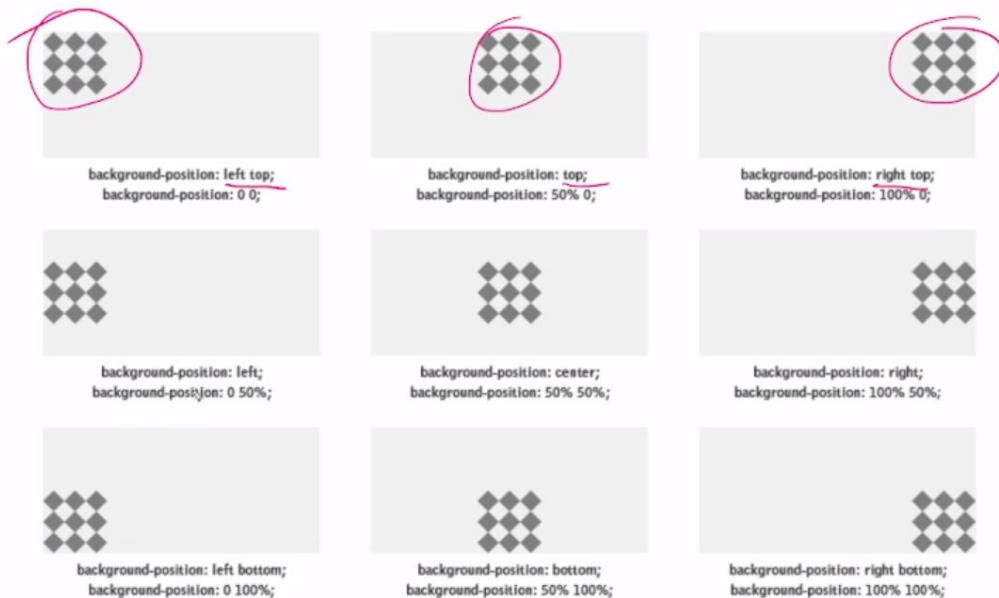 background-position: left top;
background-position: 0 0;
background-position: top;
background-position: 50% 0;
background-position: right top;
background-position: 100% 0;
background-position: left;
background-position: 0 50%;
background-position: center;
background-position: 50% 50%;
background-position: right;
background-position: 100% 50%;
background-position: left bottom;
background-position: 0 100%;
background-position: bottom;
background-position: 50% 100%;
background-position: right bottom;
background-position: 100% 100%;